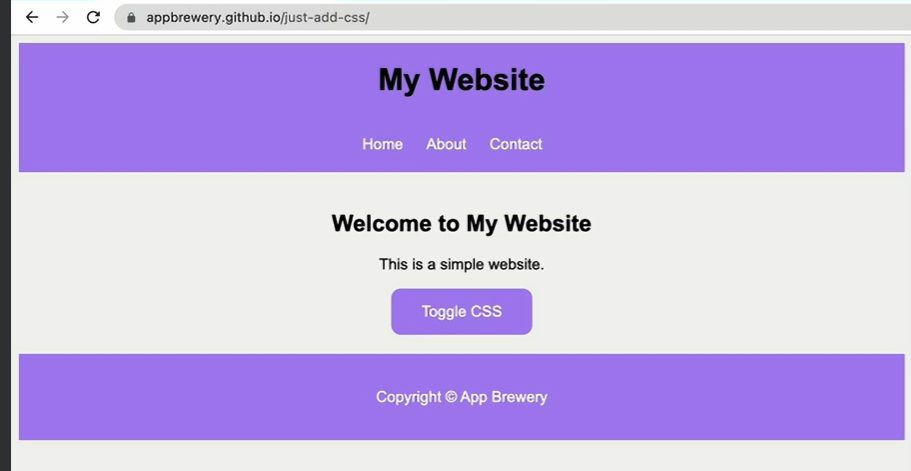 appbrewery.github.io/just-add-css/
My Website
Home About Contact
Welcome to My Website
This is a simple website.
Toggle CSS
Copyright © App Brewery